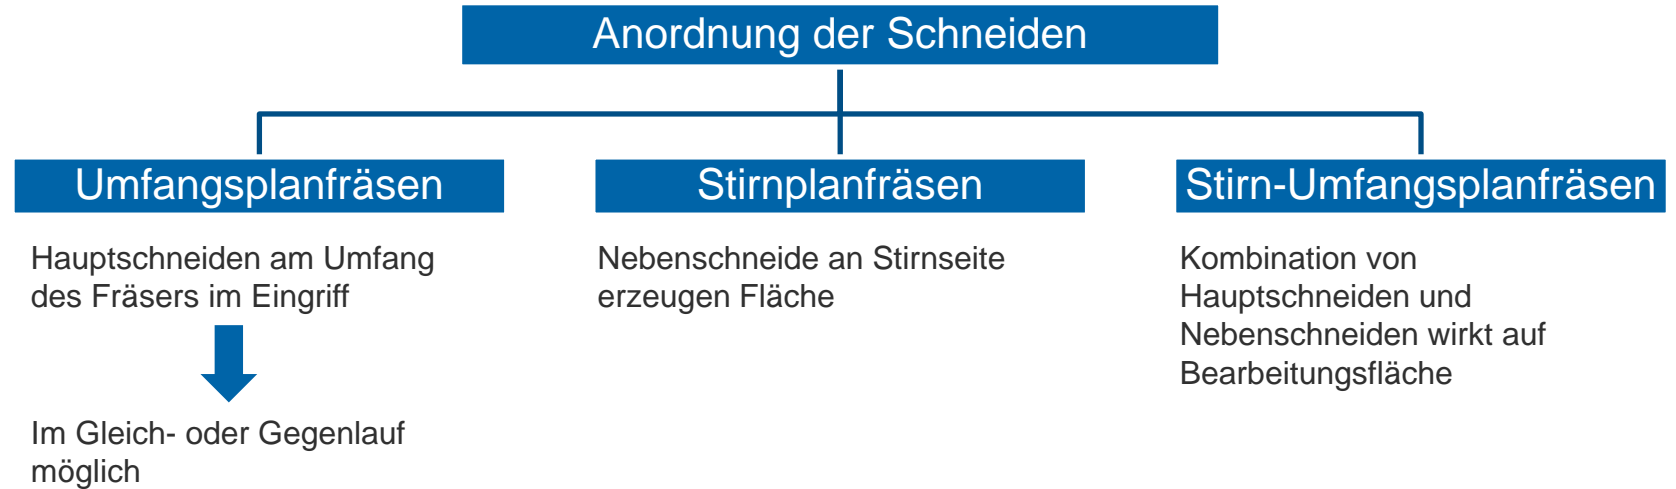 Anordnung der Schneiden
Umfangsplanfräsen
Hauptschneiden am Umfang
des Fräsers im Eingriff
Im Gleich- oder Gegenlauf
möglich
Stirnplanfräsen
Nebenschneide an Stirnseite
erzeugen Fläche
Stirn-Umfangsplanfräsen
Kombination von
Hauptschneiden und
Nebenschneiden wirkt auf
Bearbeitungsfläche